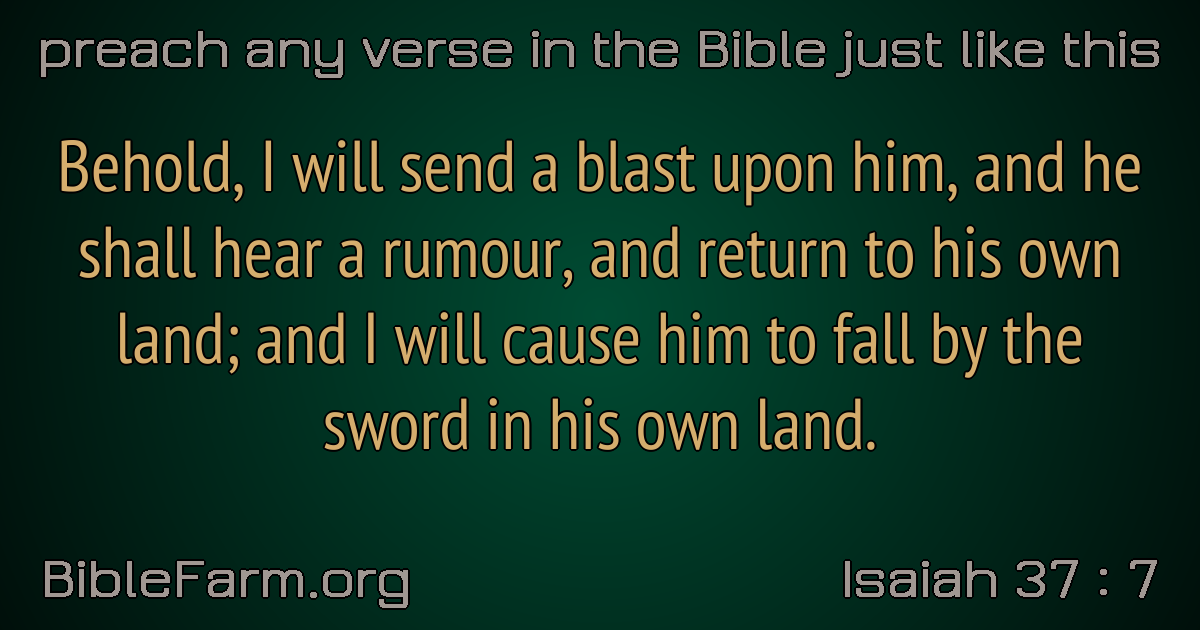 preach any verse in the Bible just like this
Behold, I will send a blast upon him, and he
shall hear a rumour, and return to his own
land; and I will cause him to fall by the
sword in his own land.
BibleFarm.org
Isaiah 37 : 7